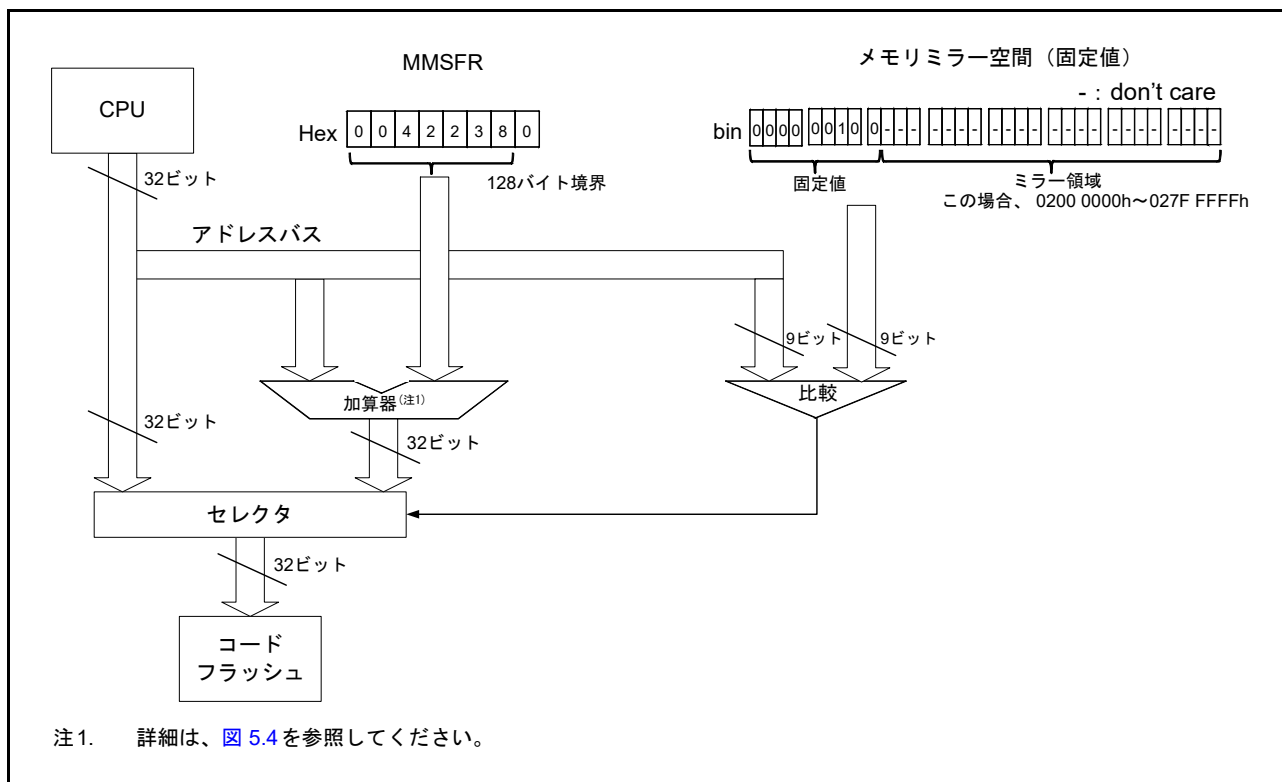 MMSFR
メモリミラー空間（固定値）
-：don't care
CPU
Hex 0 0 4 2 2 3 8 0
bin 0000 0010 0--- ---- ---- ---- ---- ----
128バイト境界
固定値
ミラー領域
この場合、 0200 0000h～027F FFFFh
32ビット
アドレスバス
9ビット
9ビット
加算器(注1)
比較
32ビット
32ビット
セレクタ
32ビット
コード
フラッシュ
注1. 詳細は、図 5.4を参照してください。